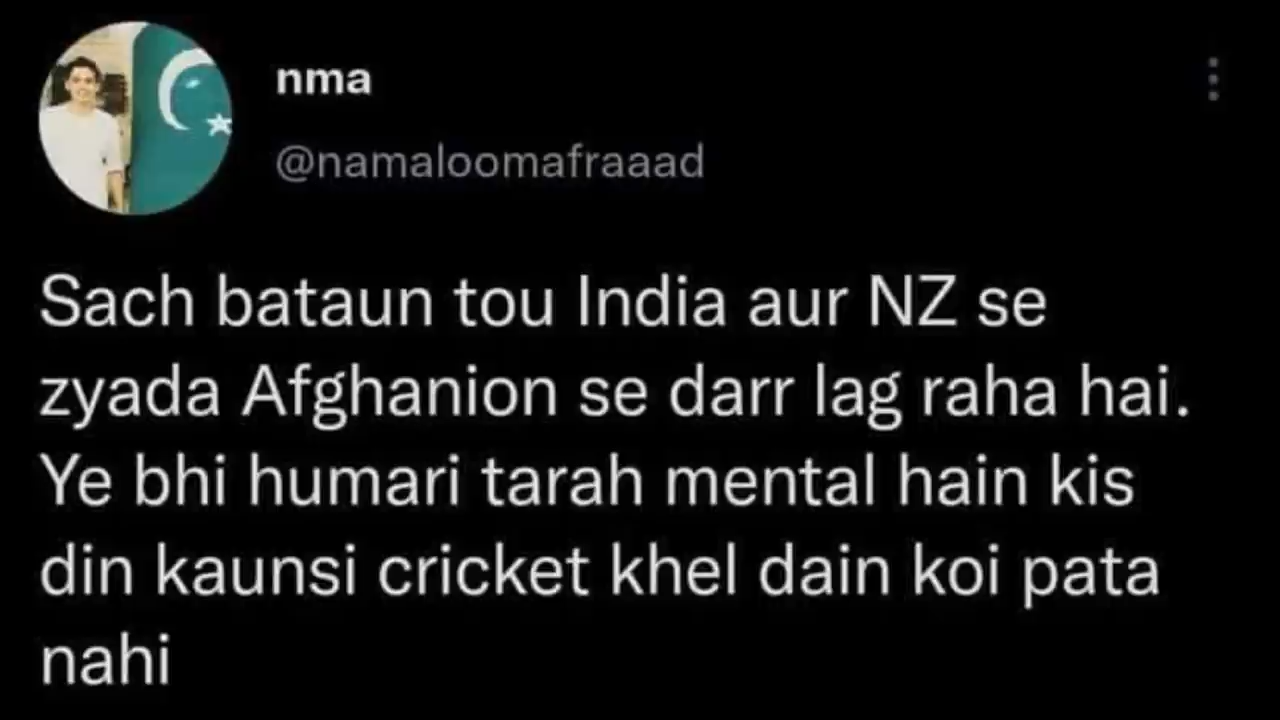 nma
@namaloomafraaad
Sach bataun tou India aur NZ se
zyada Afghanion se darr lag raha hai.
Ye bhi humari tarah mental hain kis
din kaunsi cricket khel dain koi pata
nahi